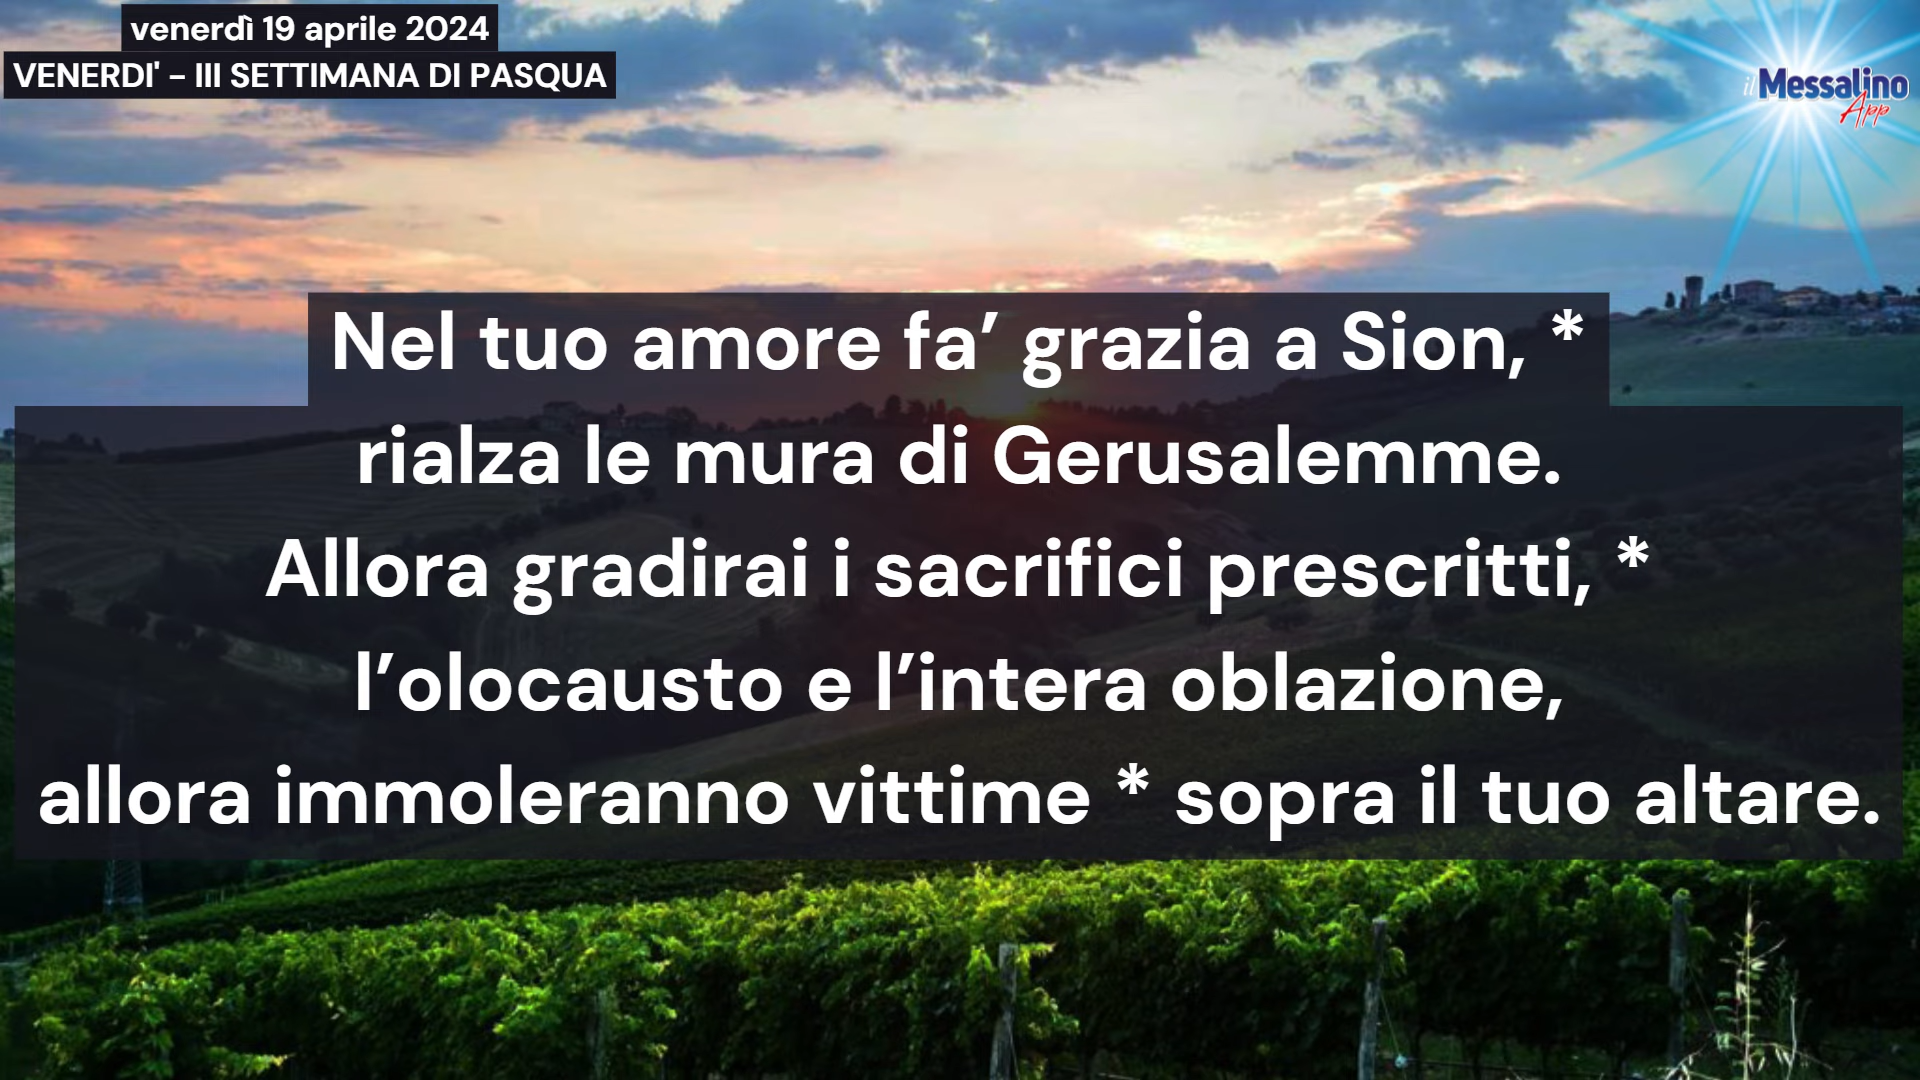 venerdì 19 aprile 2024
VENERDI' - III SETTIMANA DI PASQUA
il Messalino
App
Nel tuo amore fa’ grazia a Sion, *
rialza le mura di Gerusalemme.
Allora gradirai i sacrifici prescritti, *
l’olocausto e l’intera oblazione,
allora immoleranno vittime * sopra il tuo altare.